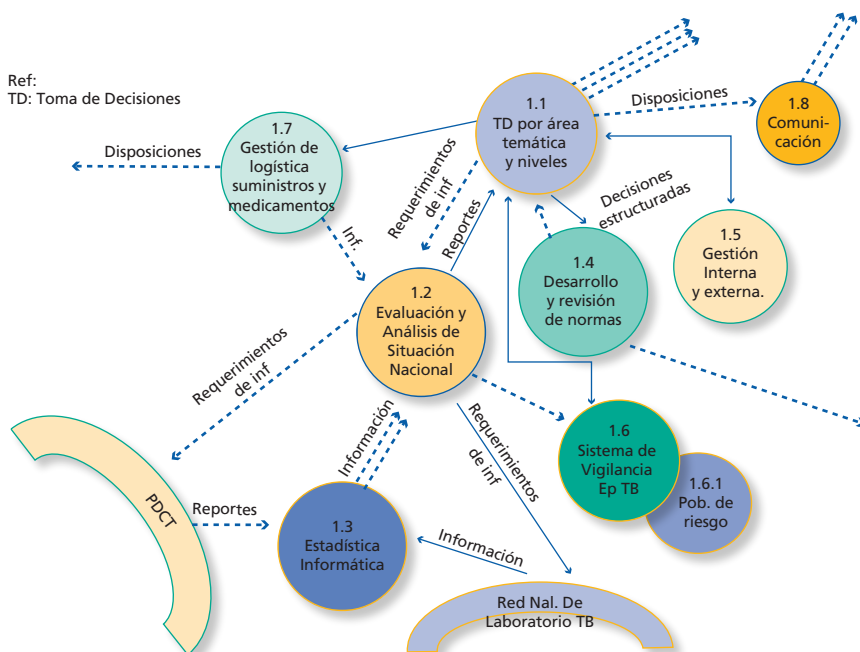 Ref:
TD: Toma de Decisiones
1.1
TD por área
temática
y niveles
Disposiciones
1.8
Comuni-
cación
1.7
Gestión de
logística
suministros y
medicamentos
Disposiciones
Requerimientos
de inf
Reportes
Decisiones
estructuradas
Inf.
1.5
Gestión
Interna
y externa.
1.4
Desarrollo
y revisión
de normas
1.2
Evaluación y
Análisis de
Situación
Nacional
Requerimientos
de inf
Información
Requerimientos
de inf
1.6
Sistema de
Vigilancia
Ep TB
1.6.1
Pob. de
riesgo
PDCT
Reportes
1.3
Estadística
Informática
Información
Red Nal. De
Laboratorio TB